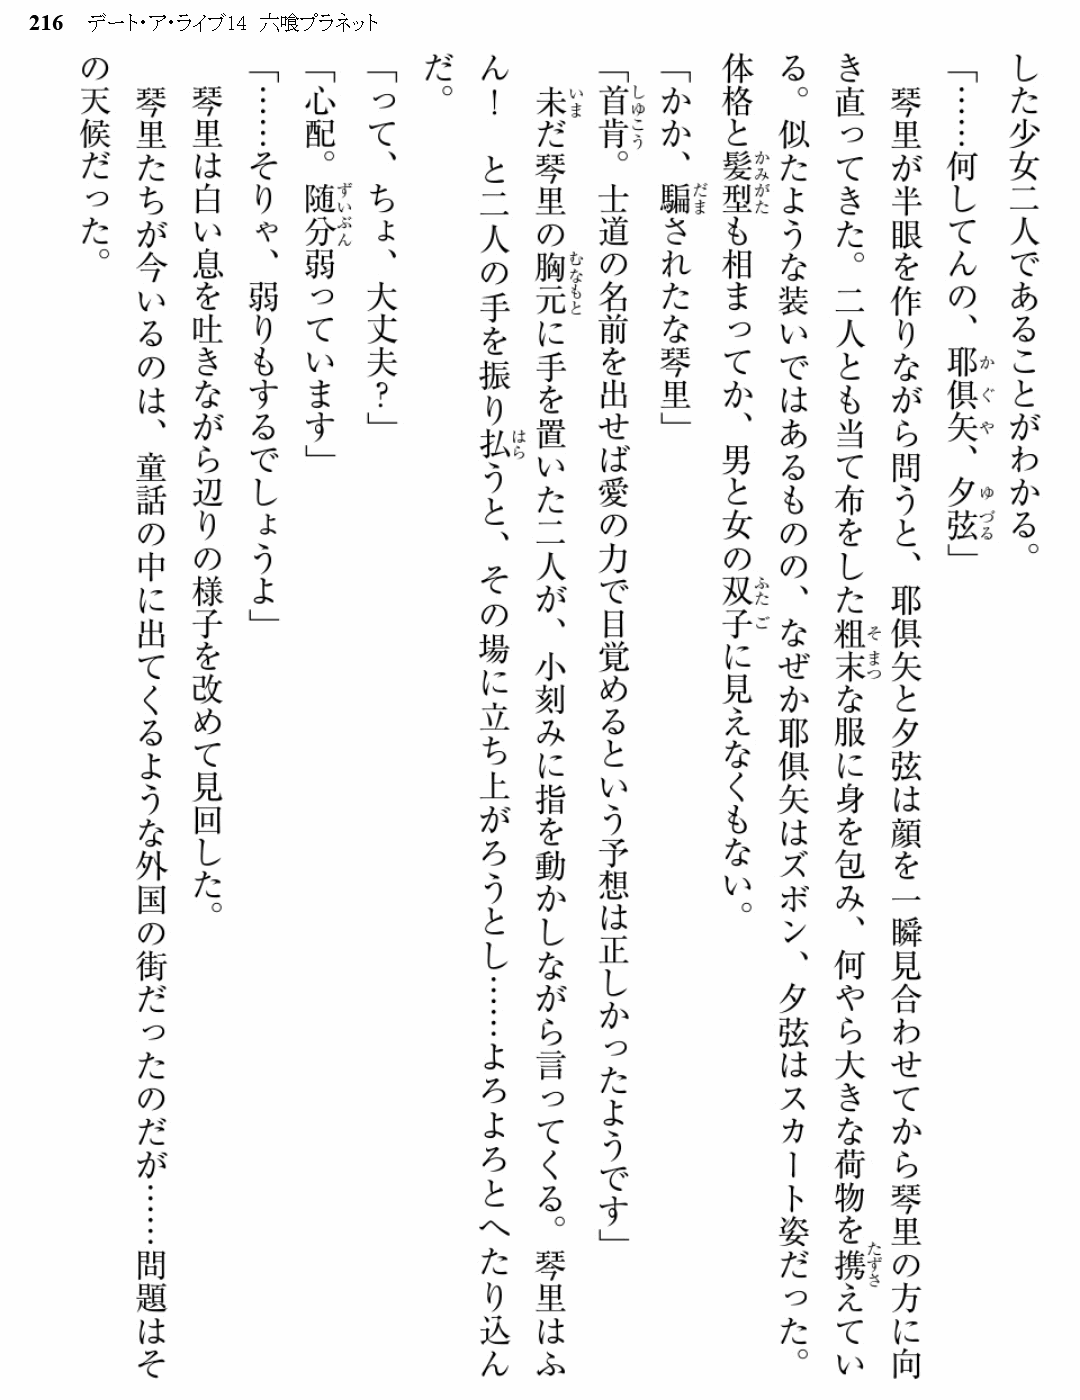 216 デート・ア・ライブ14 六喰プラネット
した少女二人であることがわかる。
「……何してんの、耶倶矢、夕弦」
琴里が半眼を作りながら問うと、耶倶矢と夕弦は顔を一瞬見合わせてから琴里の方に向
き直ってきた。二人とも当て布をした粗末な服に身を包み、何やら大きな荷物を携えてい
る。似たような装いではあるものの、なぜか耶倶矢はズボン、夕弦はスカート姿だった。
体格と髪型も相まってか、男と女の双子に見えなくもない。
「かか、騙されたな琴里」
「首肯。士道の名前を出せば愛の力で目覚めるという予想は正しかったようです」
未だ琴里の胸元に手を置いた二人が、小刻みに指を動かしながら言ってくる。琴里はふ
ん！　と二人の手を振り払うと、その場に立ち上がろうとし……よろよろとへたり込ん
だ。
「って、ちょ、大丈夫？」
「心配。随分弱っています」
「……そりゃ、弱りもするでしょうよ」
琴里は白い息を吐きながら辺りの様子を改めて見回した。
琴里たちが今いるのは、童話の中に出てくるような外国の街だったのだが……問題はそ
の天候だった。